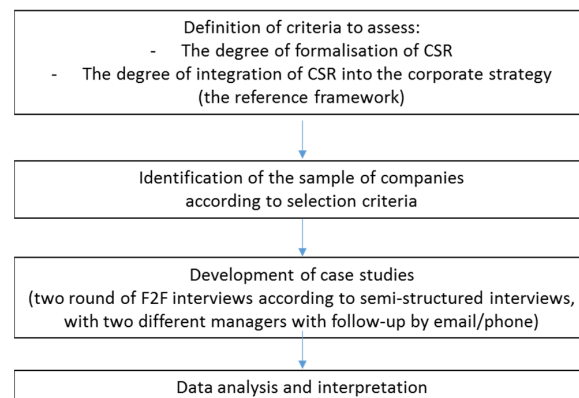 Definition of criteria to assess:
- The degree of formalisation of CSR
- The degree of integration of CSR into the corporate strategy
(the reference framework)
Identification of the sample of companies
according to selection criteria
Development of case studies
(two round of F2F interviews according to semi-structured interviews,
with two different managers with follow-up by email/phone)
Data analysis and interpretation